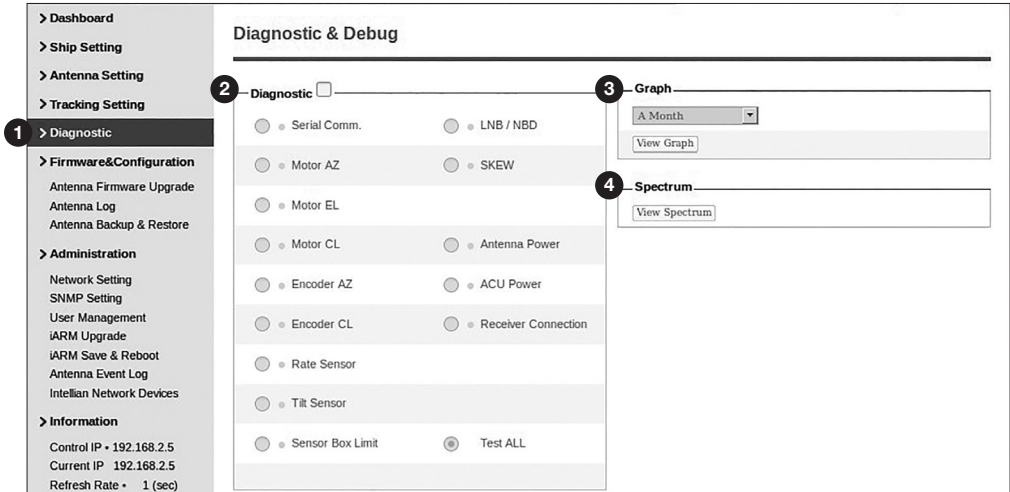 > Dashboard
> Ship Setting
> Antenna Setting
> Tracking Setting
1 > Diagnostic
> Firmware&Configuration
Antenna Firmware Upgrade
Antenna Log
Antenna Backup & Restore
> Administration
Network Setting
SNMP Setting
User Management
iARM Upgrade
iARM Save & Reboot
Antenna Event Log
Intellian Network Devices
> Information
Control IP • 192.168.2.5
Current IP 192.168.2.5
Refresh Rate • 1 (sec)
Diagnostic & Debug
2 Diagnostic
Serial Comm. LNB / NBD
Motor AZ SKEW
Motor EL
Motor CL Antenna Power
Encoder AZ ACU Power
Encoder CL Receiver Connection
Rate Sensor
Tilt Sensor
Sensor Box Limit Test ALL
3 Graph
A Month
View Graph
4 Spectrum
View Spectrum